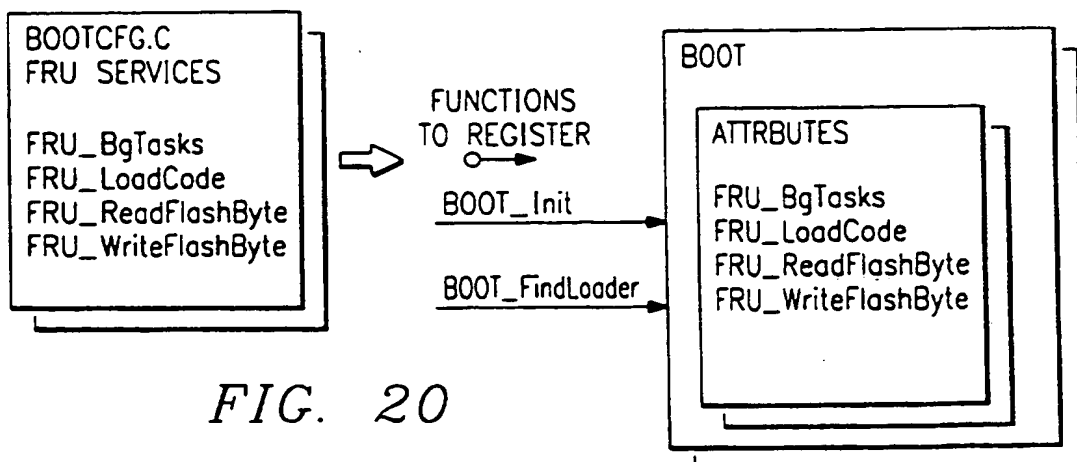 BOOTCFG.C
FRU SERVICES
FRU_BgTasks
FRU_LoadCode
FRU_ReadFlashByte
FRU_WriteFlashByte
FUNCTIONS
TO REGISTER
BOOT_Init
BOOT_FindLoader
BOOT
ATTRBUTES
FRU_BgTasks
FRU_LoadCode
FRU_ReadFlashByte
FRU_WriteFlashByte
FIG. 20